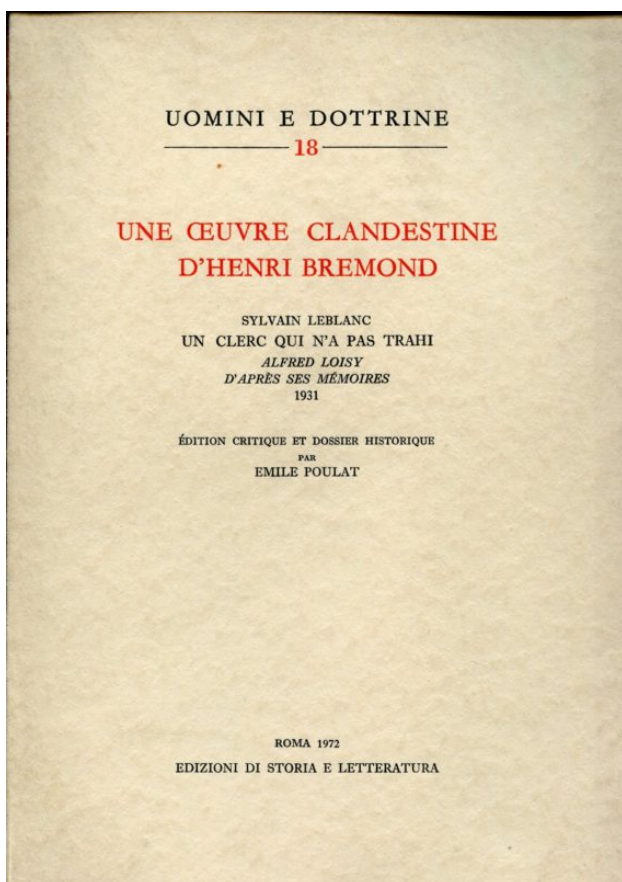 UOMINI E DOTTRINE
18
UNE ŒUVRE CLANDESTINE
D'HENRI BREMOND
SYLVAIN LEBLANC
UN CLERC QUI N'A PAS TRAHI
ALFRED LOISY
D'APRÈS SES MÉMOIRES
1931
ÉDITION CRITIQUE ET DOSSIER HISTORIQUE
PAR
EMILE POULAT
ROMA 1972
EDIZIONI DI STORIA E LETTERATURA